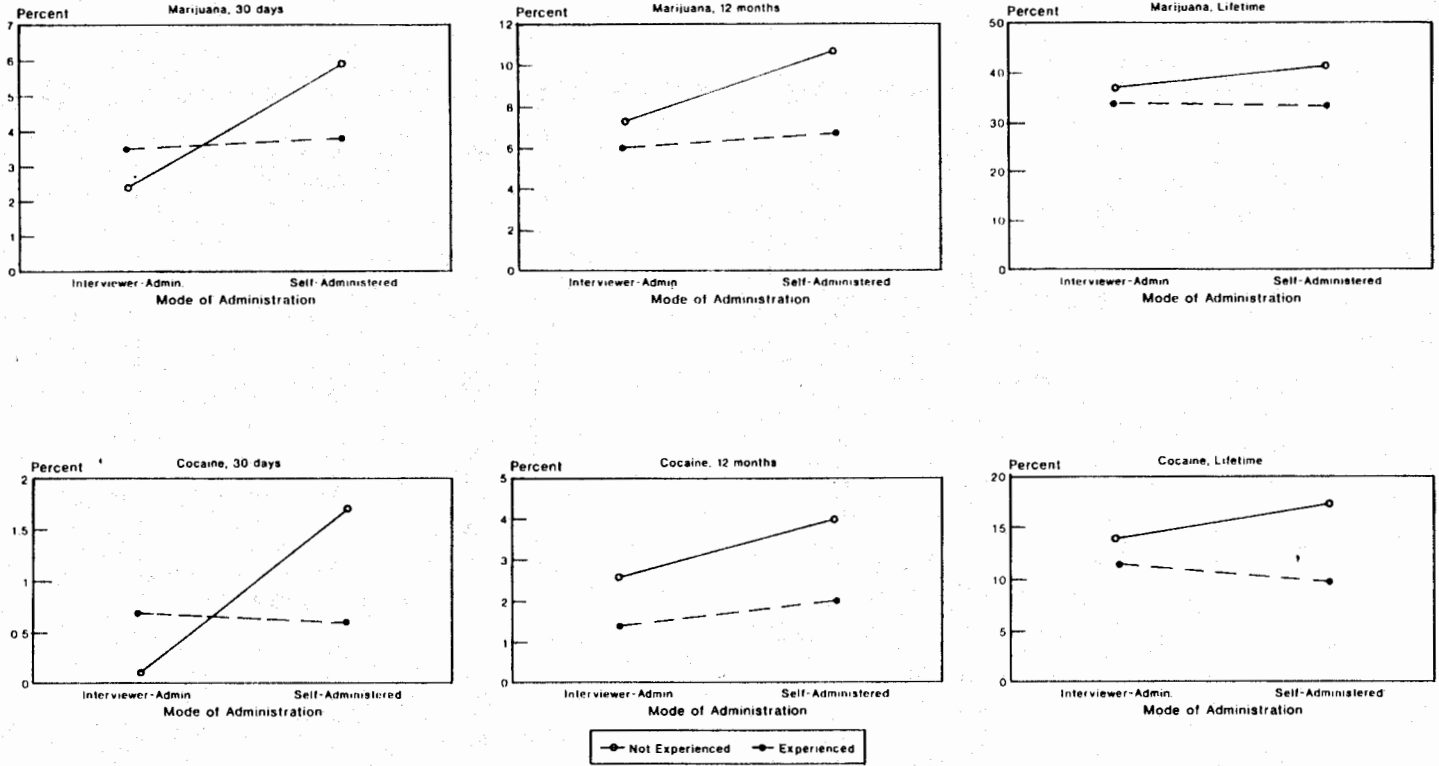 Marijuana, 30 days
Percent
7
6
5
4
3
2
1
0
Interviewer-Admin.
Self-Administered
Mode of Administration
Marijuana, 12 months
Percent
12
10
8
6
4
2
0
Interviewer-Admin
Self-Administered
Mode of Administration
Marijuana, Lifetime
Percent
50
40
30
20
10
0
Interviewer-Admin
Self-Administered
Mode of Administration
Cocaine, 30 days
Percent
2
1 5
1
0 5
0
Interviewer-Admin
Self-Administered
Mode of Administration
Cocaine, 12 months
Percent
5
4
3
2
1
0
Interviewer-Admin
Self-Administered
Mode of Administration
Cocaine, Lifetime
Percent
20
15
10
5
0
Interviewer-Admin.
Self-Administered
Mode of Administration
Not Experienced Experienced